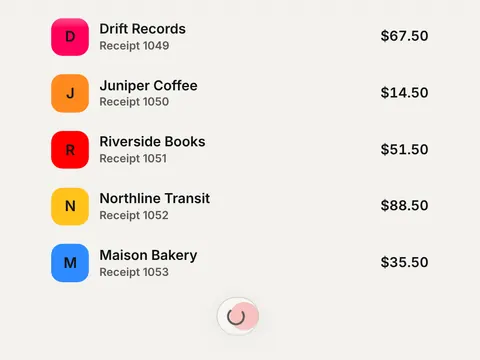 D
Drift Records
Receipt 1049
$67.50
J
Juniper Coffee
Receipt 1050
$14.50
R
Riverside Books
Receipt 1051
$51.50
N
Northline Transit
Receipt 1052
$88.50
M
Maison Bakery
Receipt 1053
$35.50